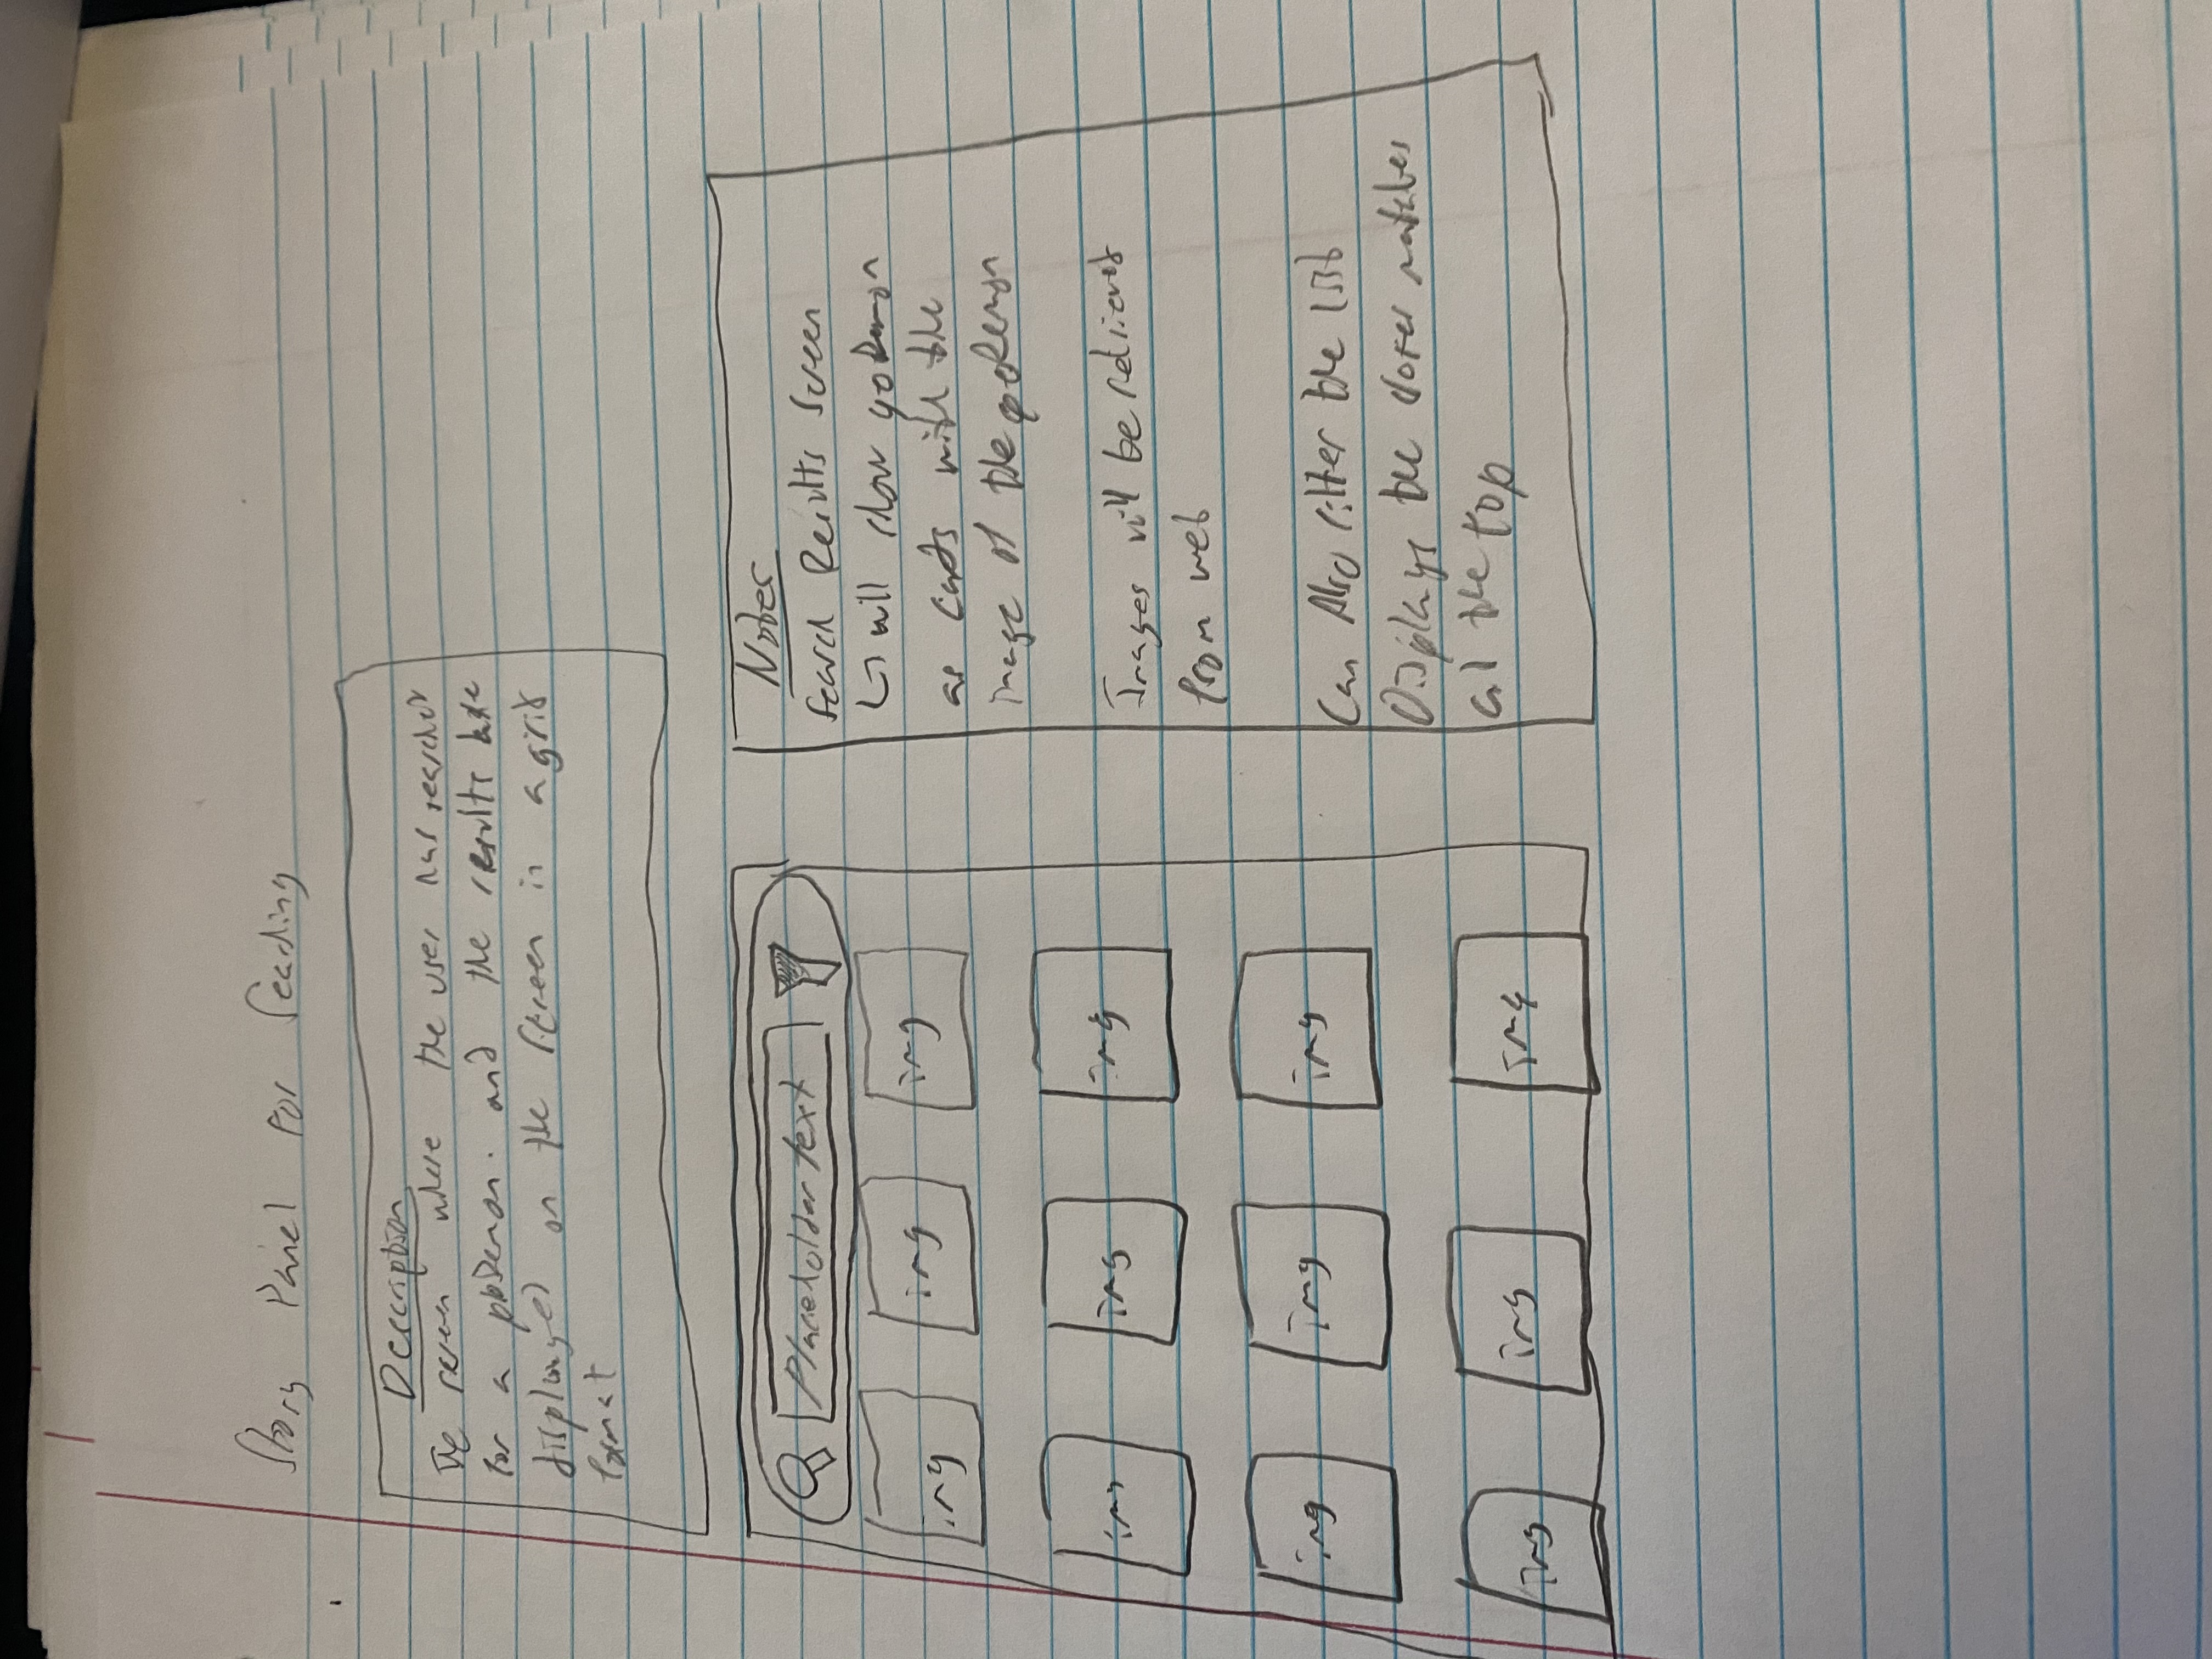 Story Panel For Seaching
Description
The screen where the user has searched
for a pokemon. and the results
displayed on the screen in a grid
format
Placeholder text
img img img
img img img
img img img
img img img
Notes
Search Results Screen
↳ will show pokemon
as cards with the
image of the pokemon
Images will be retrieved
from web
Can Also filter the list
Displays the closer matches
at the top